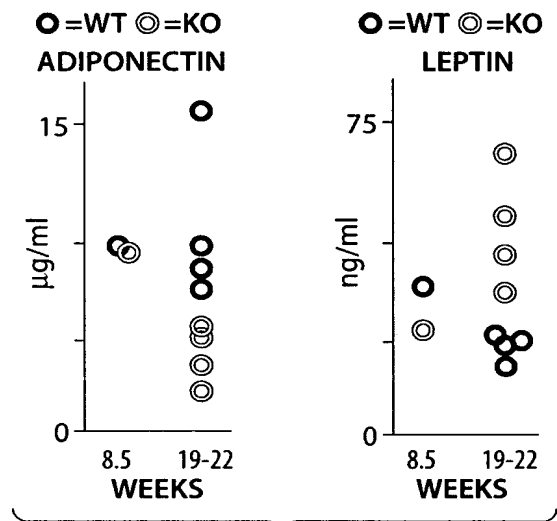 =WT =KO
ADIPONECTIN
15
µg/ml
0
8.5 19-22
WEEKS
=WT =KO
LEPTIN
75
ng/ml
0
8.5 19-22
WEEKS